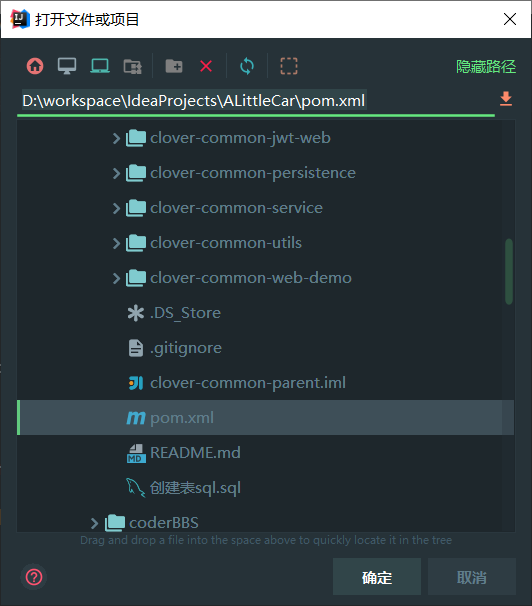 打开文件或项目
隐藏路径
D:\workspace\IdeaProjects\ALittleCar\pom.xml
clover-common-jwt-web
clover-common-persistence
clover-common-service
clover-common-utils
clover-common-web-demo
.DS_Store
.gitignore
clover-common-parent.iml
pom.xml
README.md
创建表sql.sql
coderBBS
Drag and drop a file into the space above to quickly locate it in the tree
确定 取消